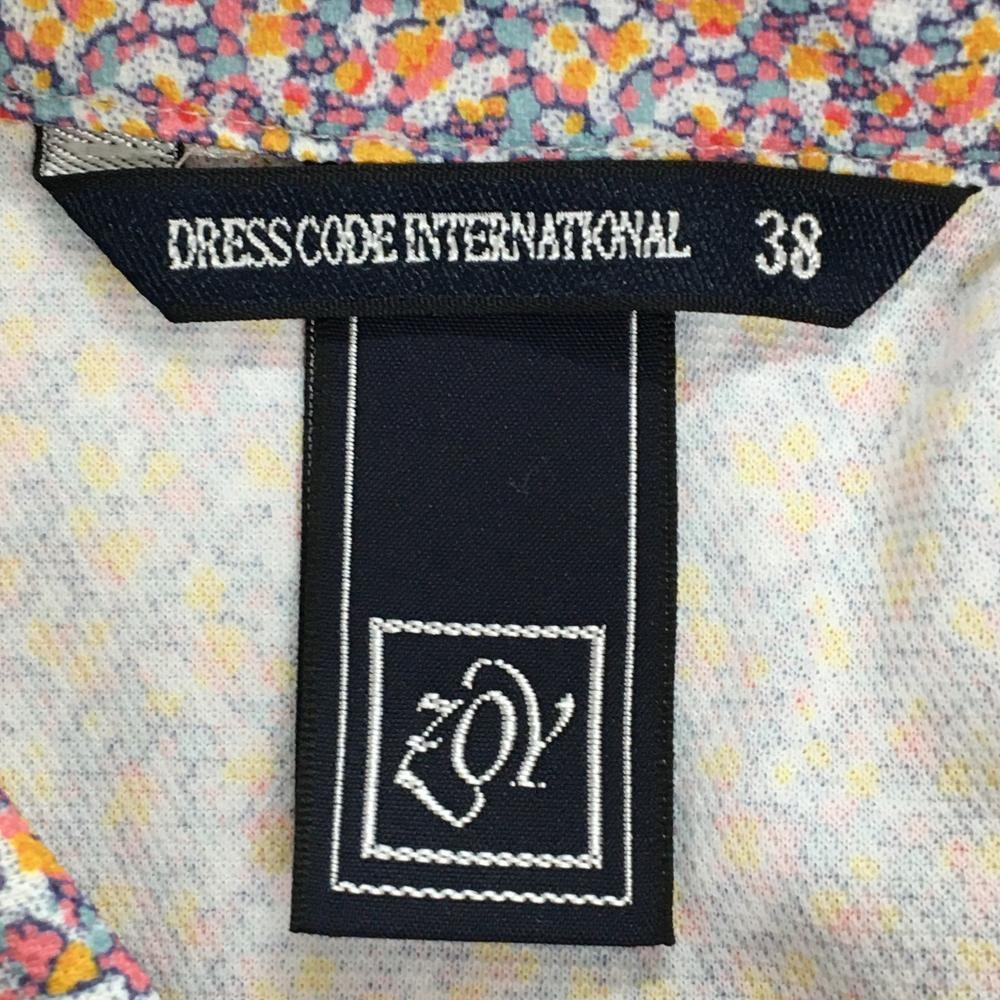 DRESS CODE INTERNATIONAL 38
ZOY